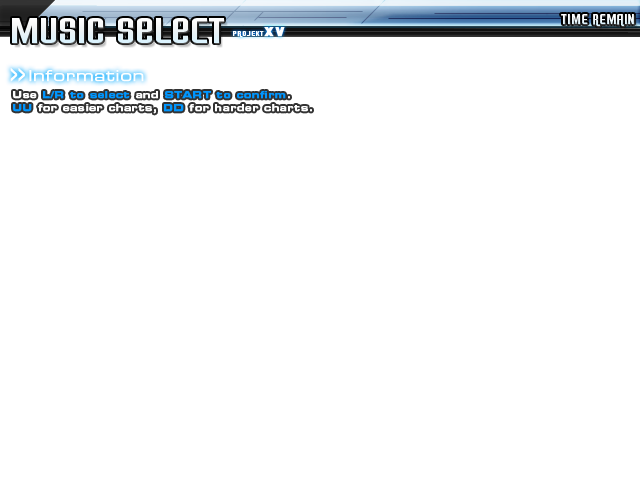 MUSIC SELECT PROJEKT XV TIME REMAIN
>> Information
Use L/R to select and START to confirm.
UU for easier charts, DD for harder charts.